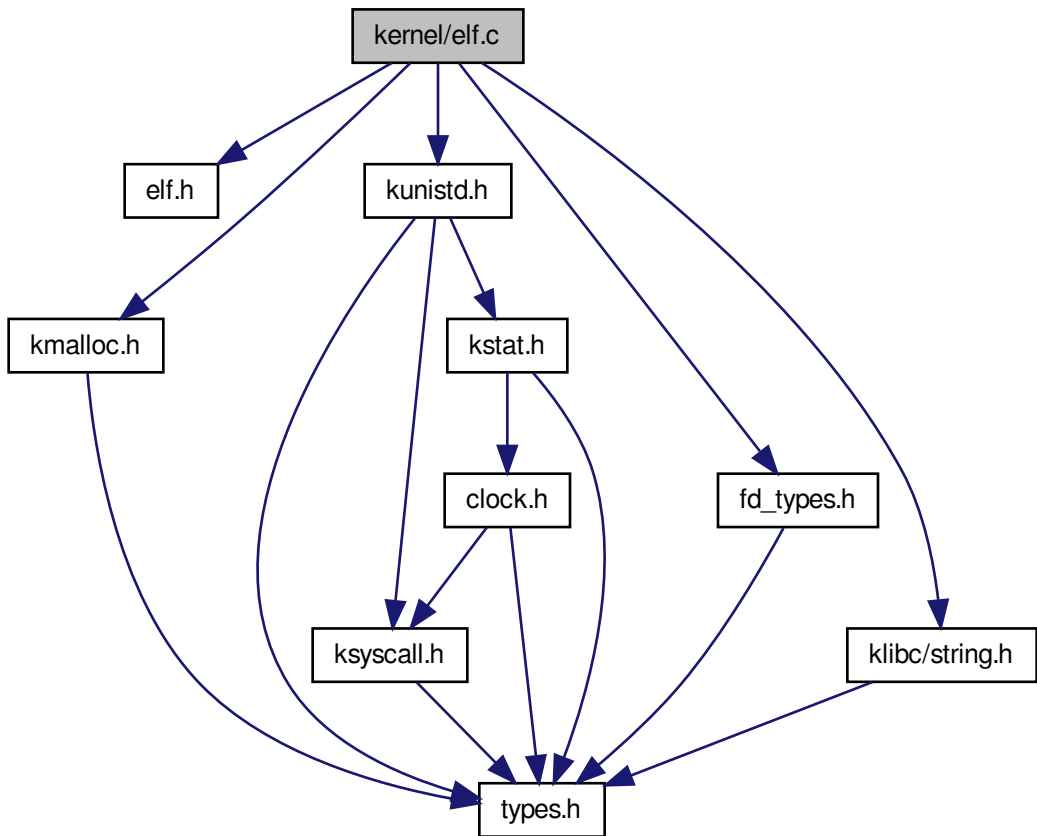 kernel/elf.c
elf.h
kunistd.h
kmalloc.h
kstat.h
clock.h
fd_types.h
ksyscall.h
klibc/string.h
types.h